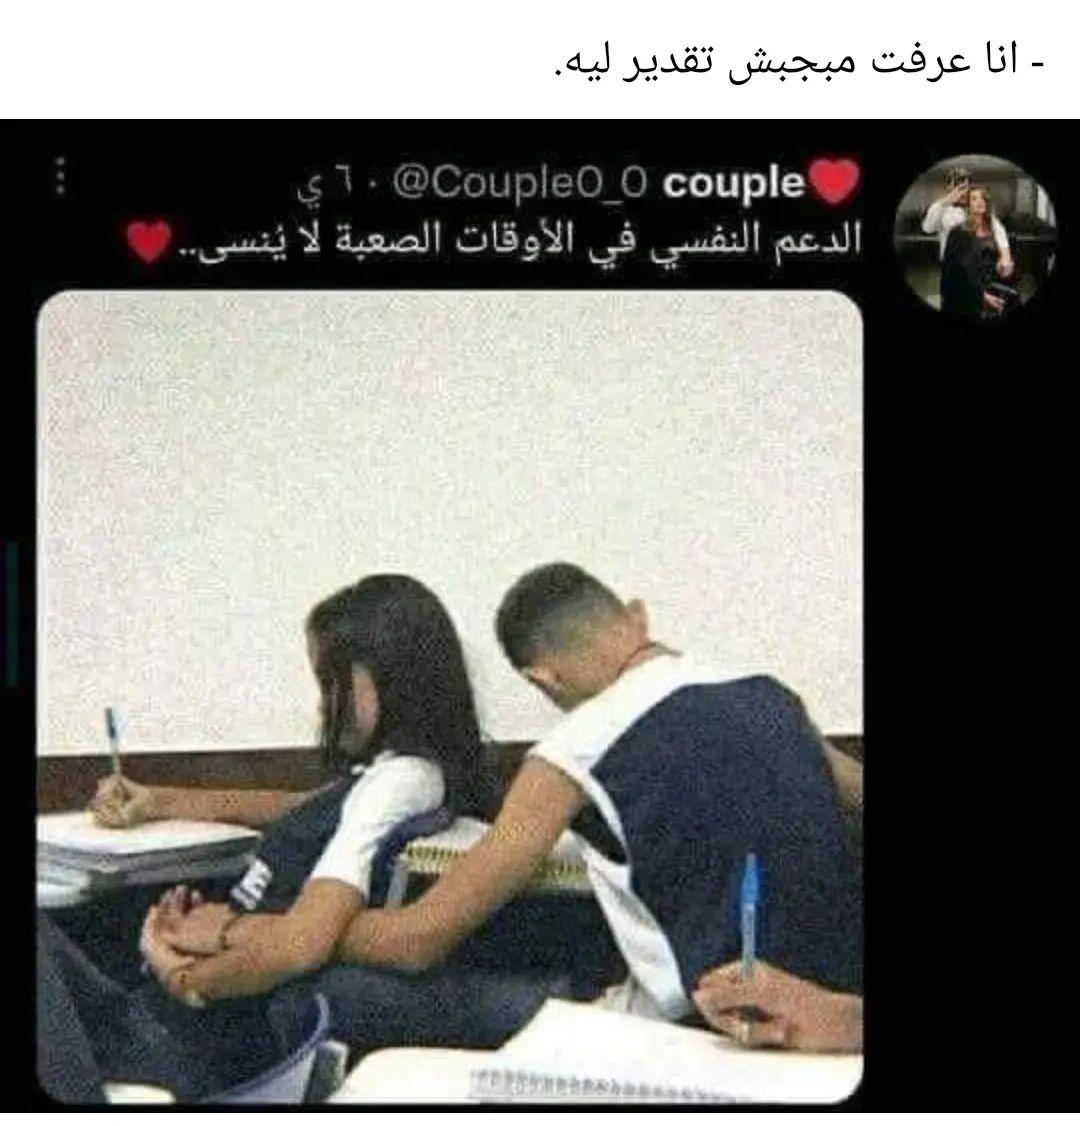 - انا عرفت مبجبش تقدير ليه.
❤️couple @Couple0_0 · ٦ ي
الدعم النفسي في الأوقات الصعبة لا يُنسى..❤️